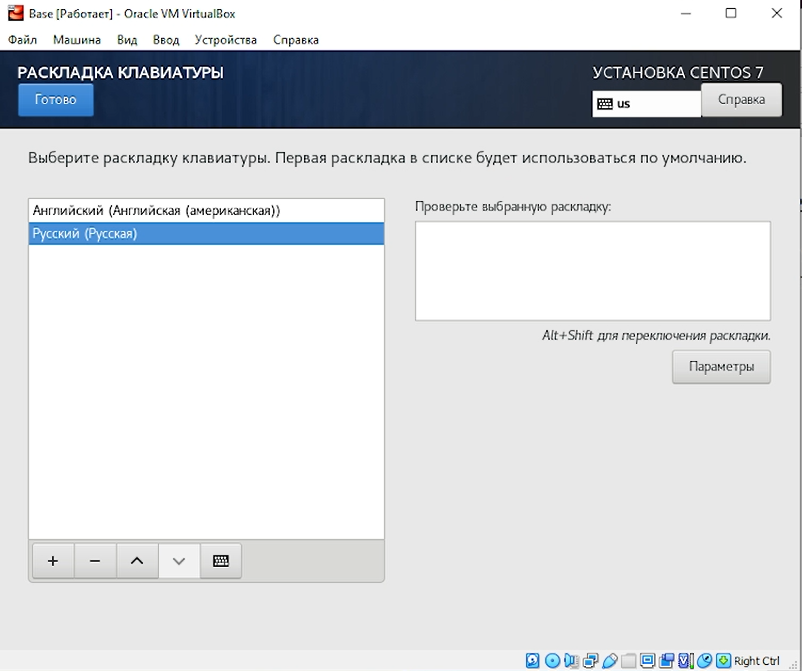 Base [Работает] - Oracle VM VirtualBox
Файл Машина Вид Ввод Устройства Справка
РАСКЛАДКА КЛАВИАТУРЫ
УСТАНОВКА CENTOS 7
Готово
us
Справка
Выберите раскладку клавиатуры. Первая раскладка в списке будет использоваться по умолчанию.
Английский (Английская (американская))
Русский (Русская)
Проверьте выбранную раскладку:
Alt+Shift для переключения раскладки.
Параметры
Right Ctrl